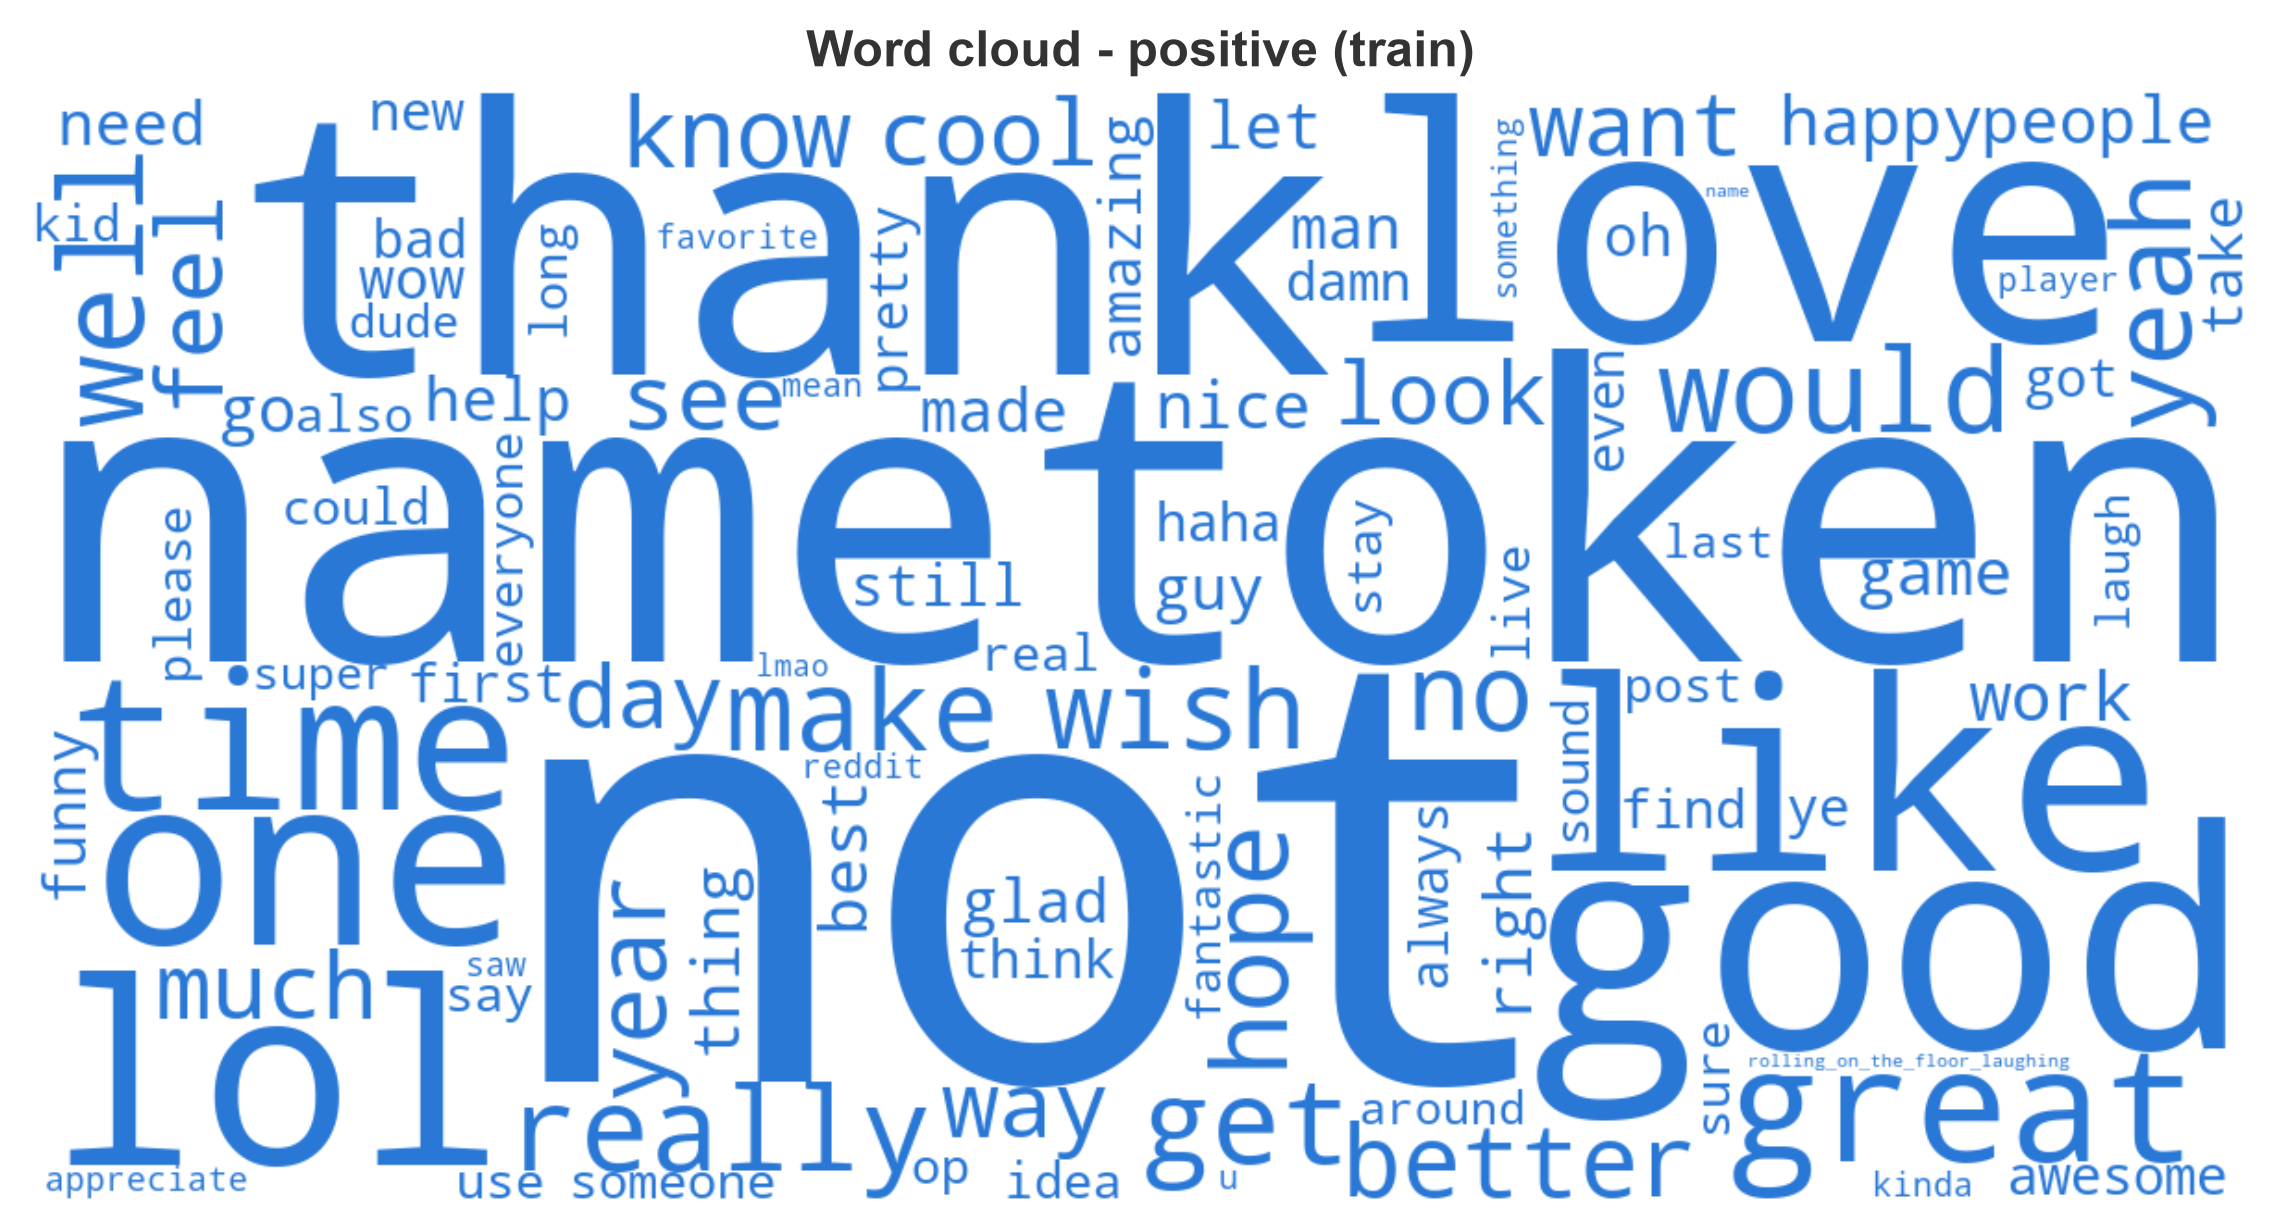 Word cloud - positive (train)
need
new
know
cool
let
want
happy
people
thank
love
well
kid
feel
bad
wow
dude
long
favorite
pretty
amazing
man
damn
something
oh
name
player
yeah
take
go
also
help
see
mean
made
nice
look
even
would
got
name
token
please
could
everyone
still
haha
guy
stay
live
last
game
laugh
real
time
super
first
day
lmao
make
wish
no
like
post
work
funny
reddit
sound
find
ye
one
not
best
year
thing
glad
think
fantastic
hope
always
right
good
much
saw
say
lol
really
way
get
around
better
sure
rolling_on_the_floor_laughing
great
appreciate
use
someone
op
idea
u
kinda
awesome